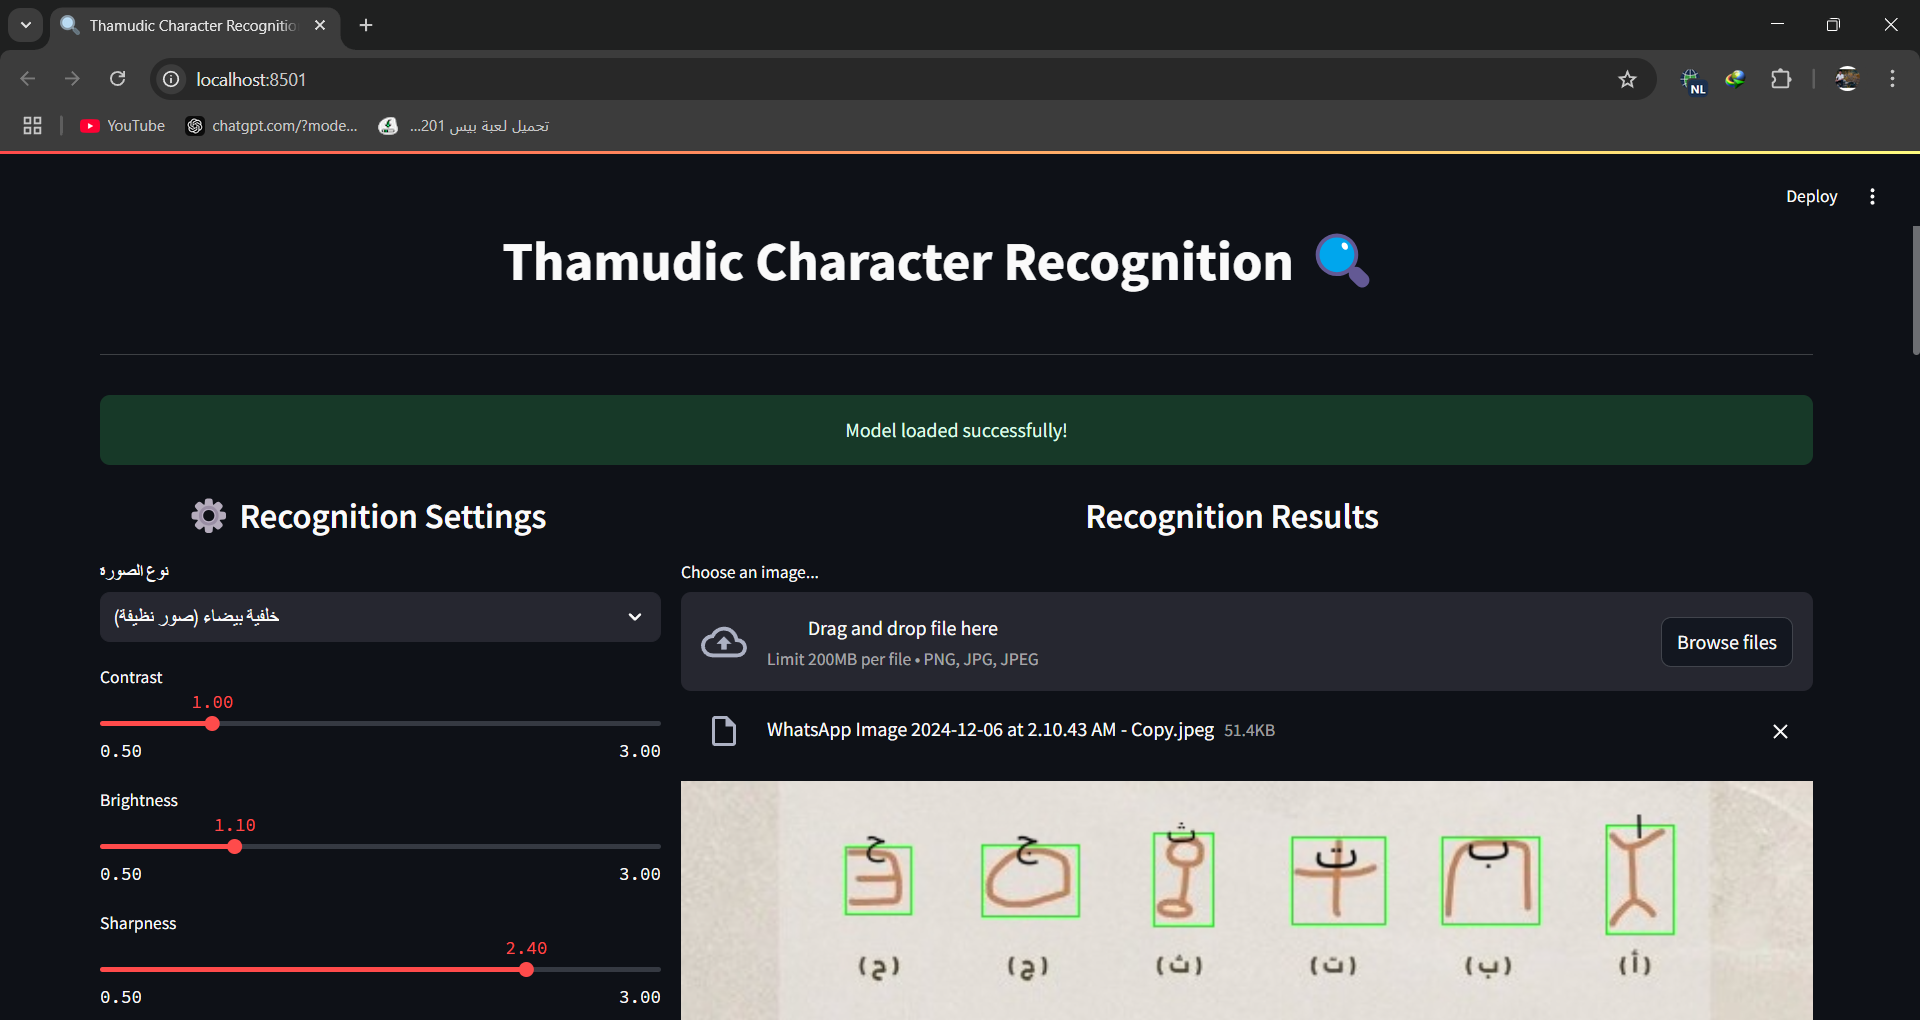 Thamudic Character Recognitio
localhost:8501
NL
YouTube
chatgpt.com/?mode...
تحميل لعبة بيس 201...
Deploy
Thamudic Character Recognition
Model loaded successfully!
Recognition Settings
نوع الصورة
خلفية بيضاء (صور نظيفة)
Contrast
1.00
0.50 3.00
Brightness
1.10
0.50 3.00
Sharpness
2.40
0.50 3.00
Recognition Results
Choose an image...
Drag and drop file here
Limit 200MB per file • PNG, JPG, JPEG
Browse files
WhatsApp Image 2024-12-06 at 2.10.43 AM - Copy.jpeg 51.4KB
ا ب ت ث ج ح
(أ) (ب) (ت) (ث) (ج) (ح)